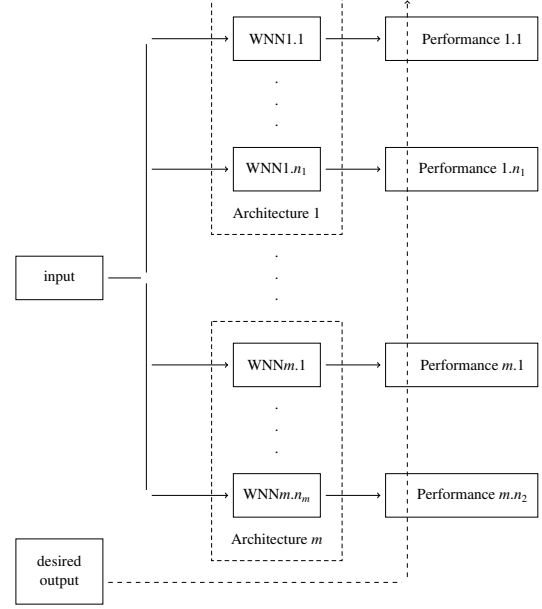 WNN1.1
Performance 1.1
WNN1.n₁
Performance 1.n₁
Architecture 1
input
WNNm.1
Performance m.1
WNNm.nₘ
Performance m.n₂
Architecture m
desired
output